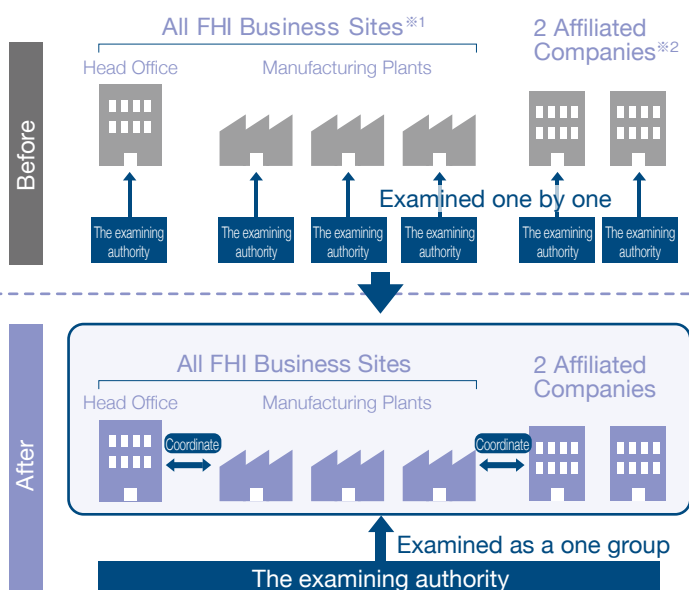 All FHI Business Sites※1
2 Affiliated
Companies※2
Head Office
Manufacturing Plants
Before
Examined one by one
The examining
authority
The examining
authority
The examining
authority
The examining
authority
The examining
authority
The examining
authority
After
All FHI Business Sites
2 Affiliated
Companies
Head Office
Manufacturing Plants
Coordinate
Coordinate
Examined as a one group
The examining authority